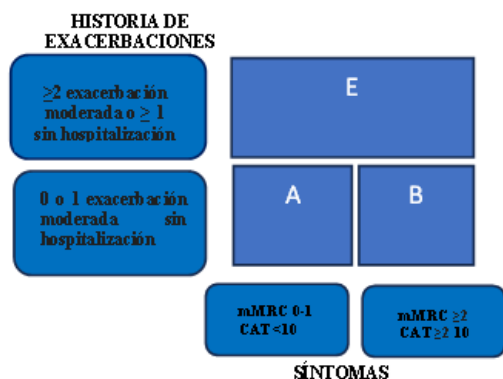 HISTORIA DE
EXACERBACIONES
≥2 exacerbación
moderada o ≥ 1
sin hospitalización
E
0 o 1 exacerbación
moderada sin
hospitalización
A
B
mMRC 0-1
CAT <10
mMRC ≥2
CAT ≥2 10
SÍNTOMAS